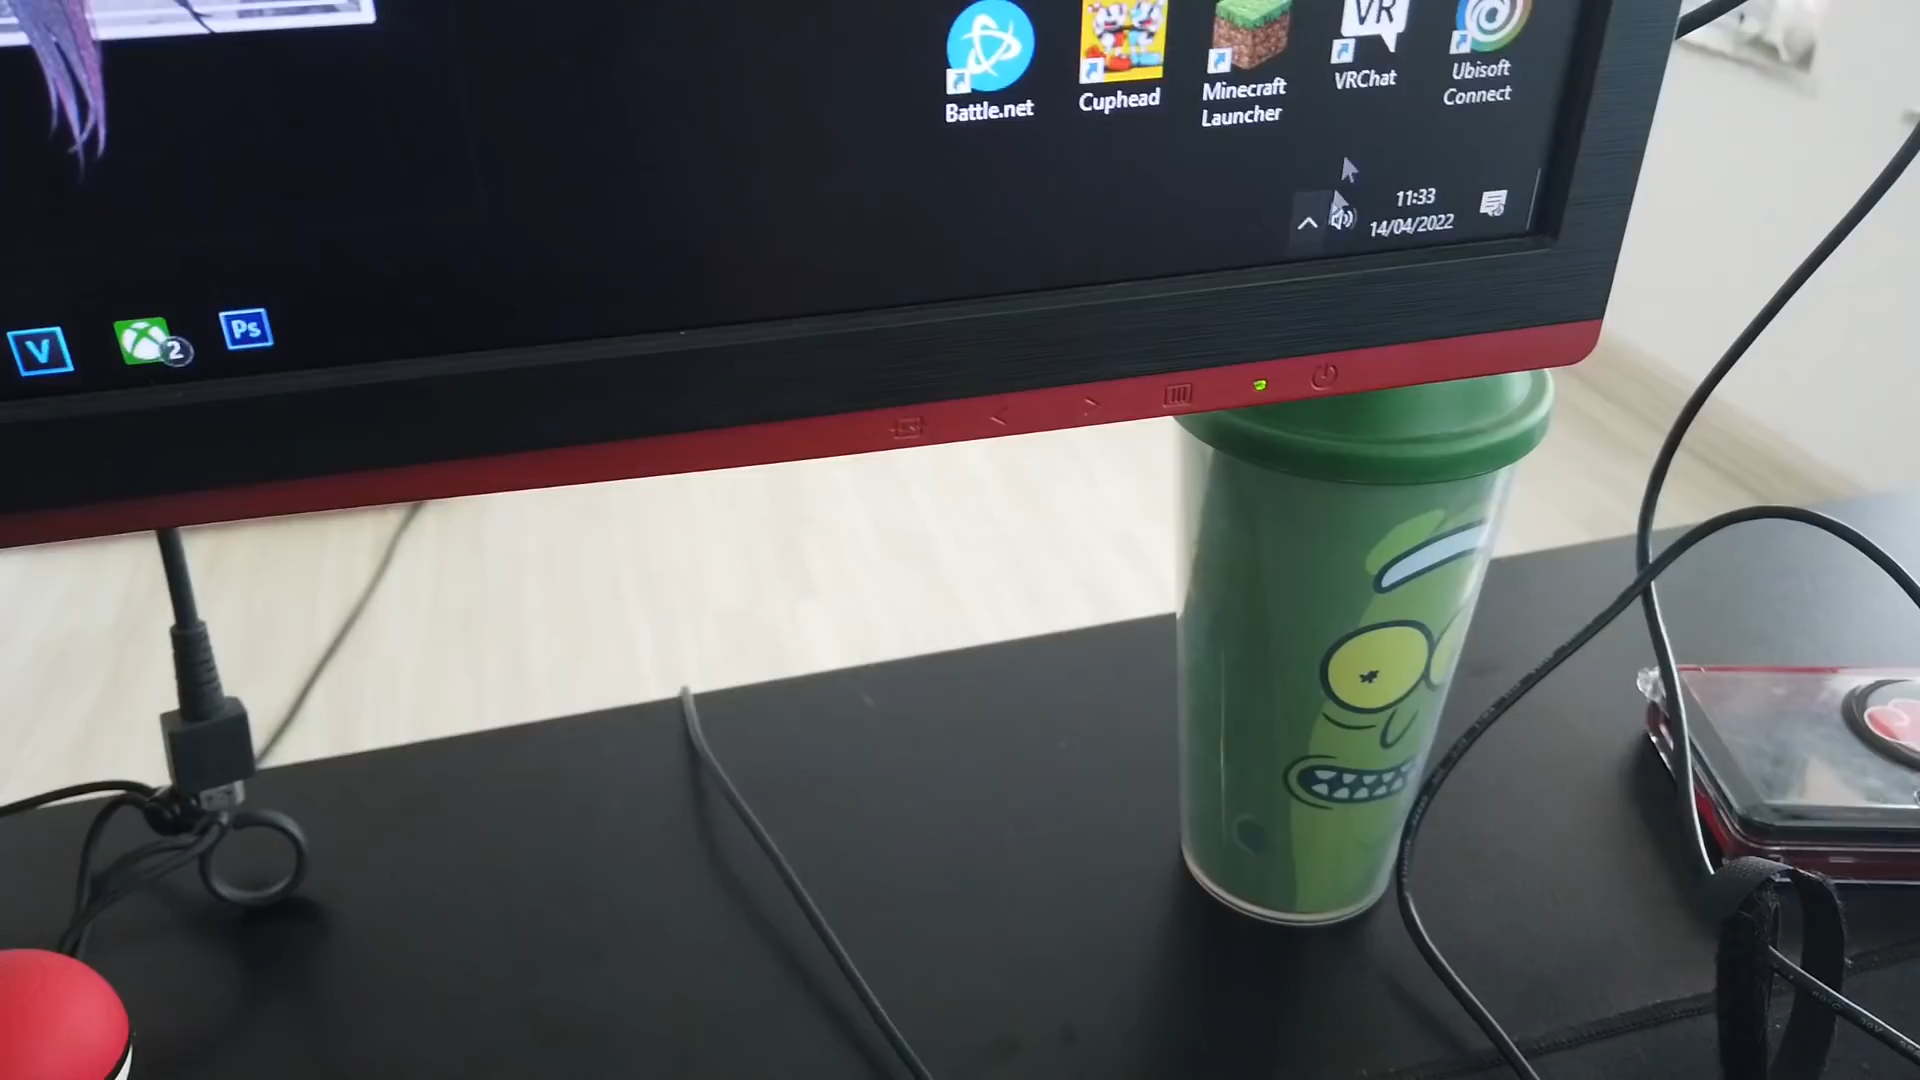 VR
Battle.net
Cuphead
Minecraft
Launcher
VRChat
Ubisoft
Connect
11:33
14/04/2022
V
2
Ps